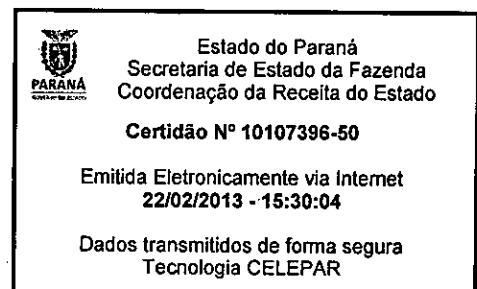 PARANÁ
Estado do Paraná
Secretaria de Estado da Fazenda
Coordenação da Receita do Estado
Certidão Nº 10107396-50
Emitida Eletronicamente via Internet
22/02/2013 - 15:30:04
Dados transmitidos de forma segura
Tecnologia CELEPAR